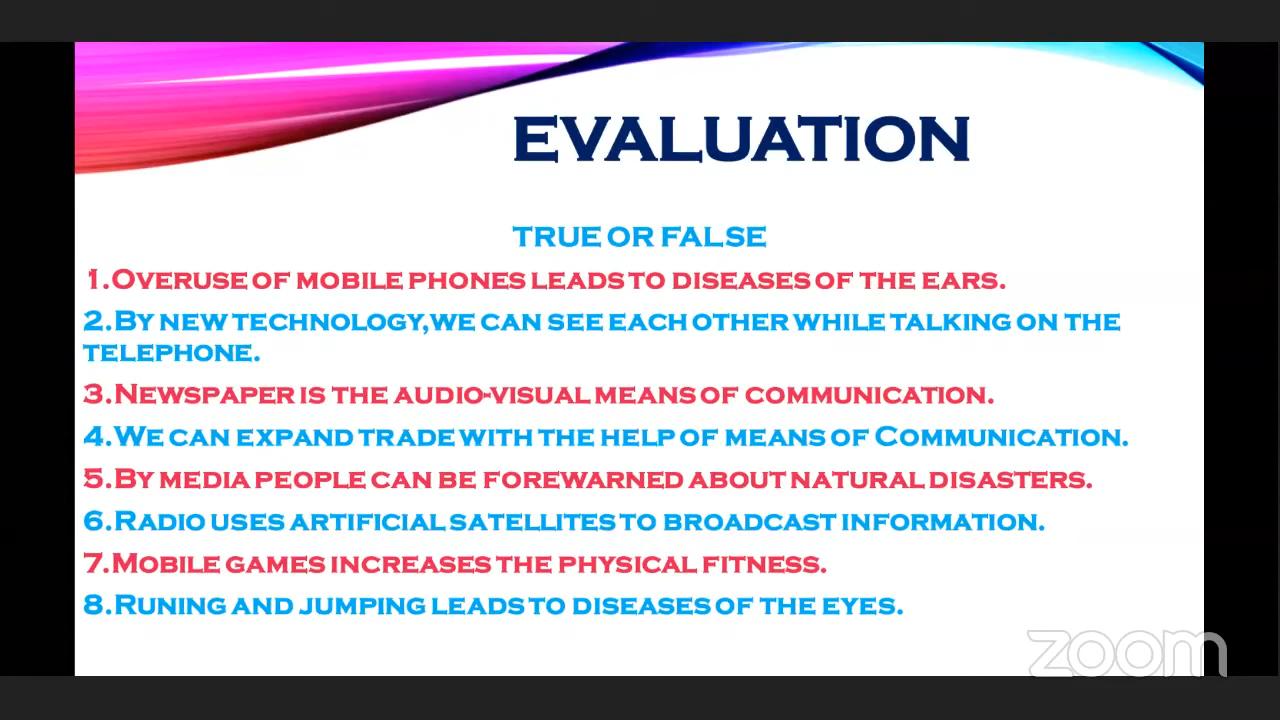 EVALUATION
TRUE OR FALSE
1.OVERUSE OF MOBILE PHONES LEADS TO DISEASES OF THE EARS.
2.BY NEW TECHNOLOGY,WE CAN SEE EACH OTHER WHILE TALKING ON THE
TELEPHONE.
3.NEWSPAPER IS THE AUDIO-VISUAL MEANS OF COMMUNICATION.
4.WE CAN EXPAND TRADE WITH THE HELP OF MEANS OF COMMUNICATION.
5.BY MEDIA PEOPLE CAN BE FOREWARNED ABOUT NATURAL DISASTERS.
6.RADIO USES ARTIFICIAL SATELLITES TO BROADCAST INFORMATION.
7.MOBILE GAMES INCREASES THE PHYSICAL FITNESS.
8.RUNING AND JUMPING LEADS TO DISEASES OF THE EYES.
zoom